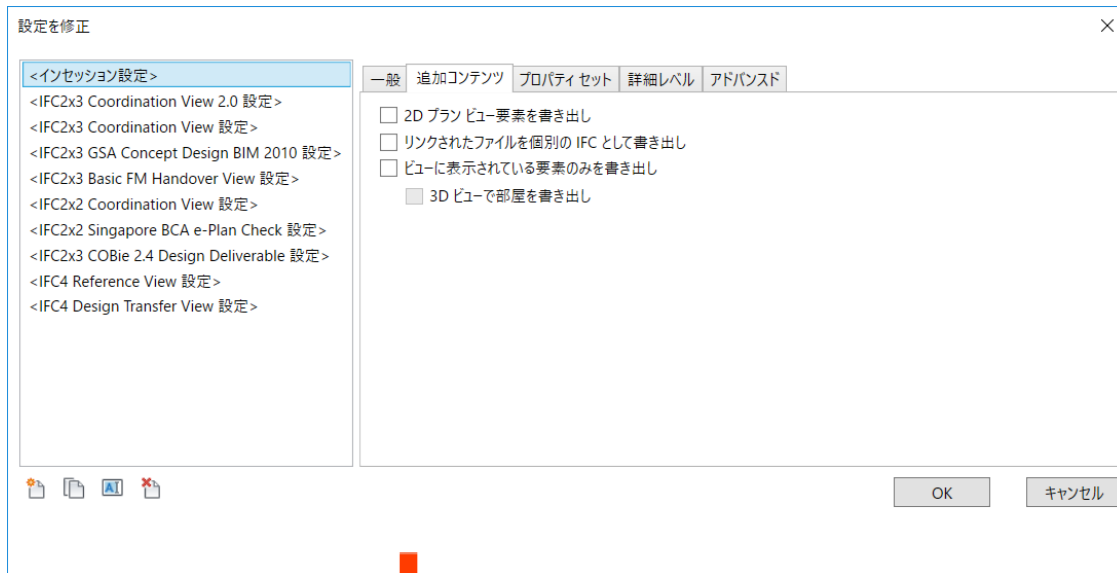 設定を修正
<インセッション設定>
<IFC2x3 Coordination View 2.0 設定>
<IFC2x3 Coordination View 設定>
<IFC2x3 GSA Concept Design BIM 2010 設定>
<IFC2x3 Basic FM Handover View 設定>
<IFC2x2 Coordination View 設定>
<IFC2x2 Singapore BCA e-Plan Check 設定>
<IFC2x3 COBie 2.4 Design Deliverable 設定>
<IFC4 Reference View 設定>
<IFC4 Design Transfer View 設定>
一般 追加コンテンツ プロパティ セット 詳細レベル アドバンスド
2D プラン ビュー要素を書き出し
リンクされたファイルを個別の IFC として書き出し
ビューに表示されている要素のみを書き出し
3D ビューで部屋を書き出し
AI
OK キャンセル